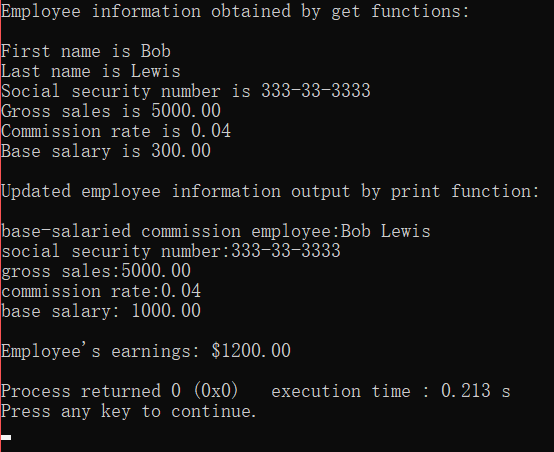 Employee information obtained by get functions:
First name is Bob
Last name is Lewis
Social security number is 333-33-3333
Gross sales is 5000.00
Commission rate is 0.04
Base salary is 300.00
Updated employee information output by print function:
base-salaried commission employee:Bob Lewis
social security number:333-33-3333
gross sales:5000.00
commission rate:0.04
base salary: 1000.00
Employee's earnings: $1200.00
Process returned 0 (0x0)   execution time : 0.213 s
Press any key to continue.